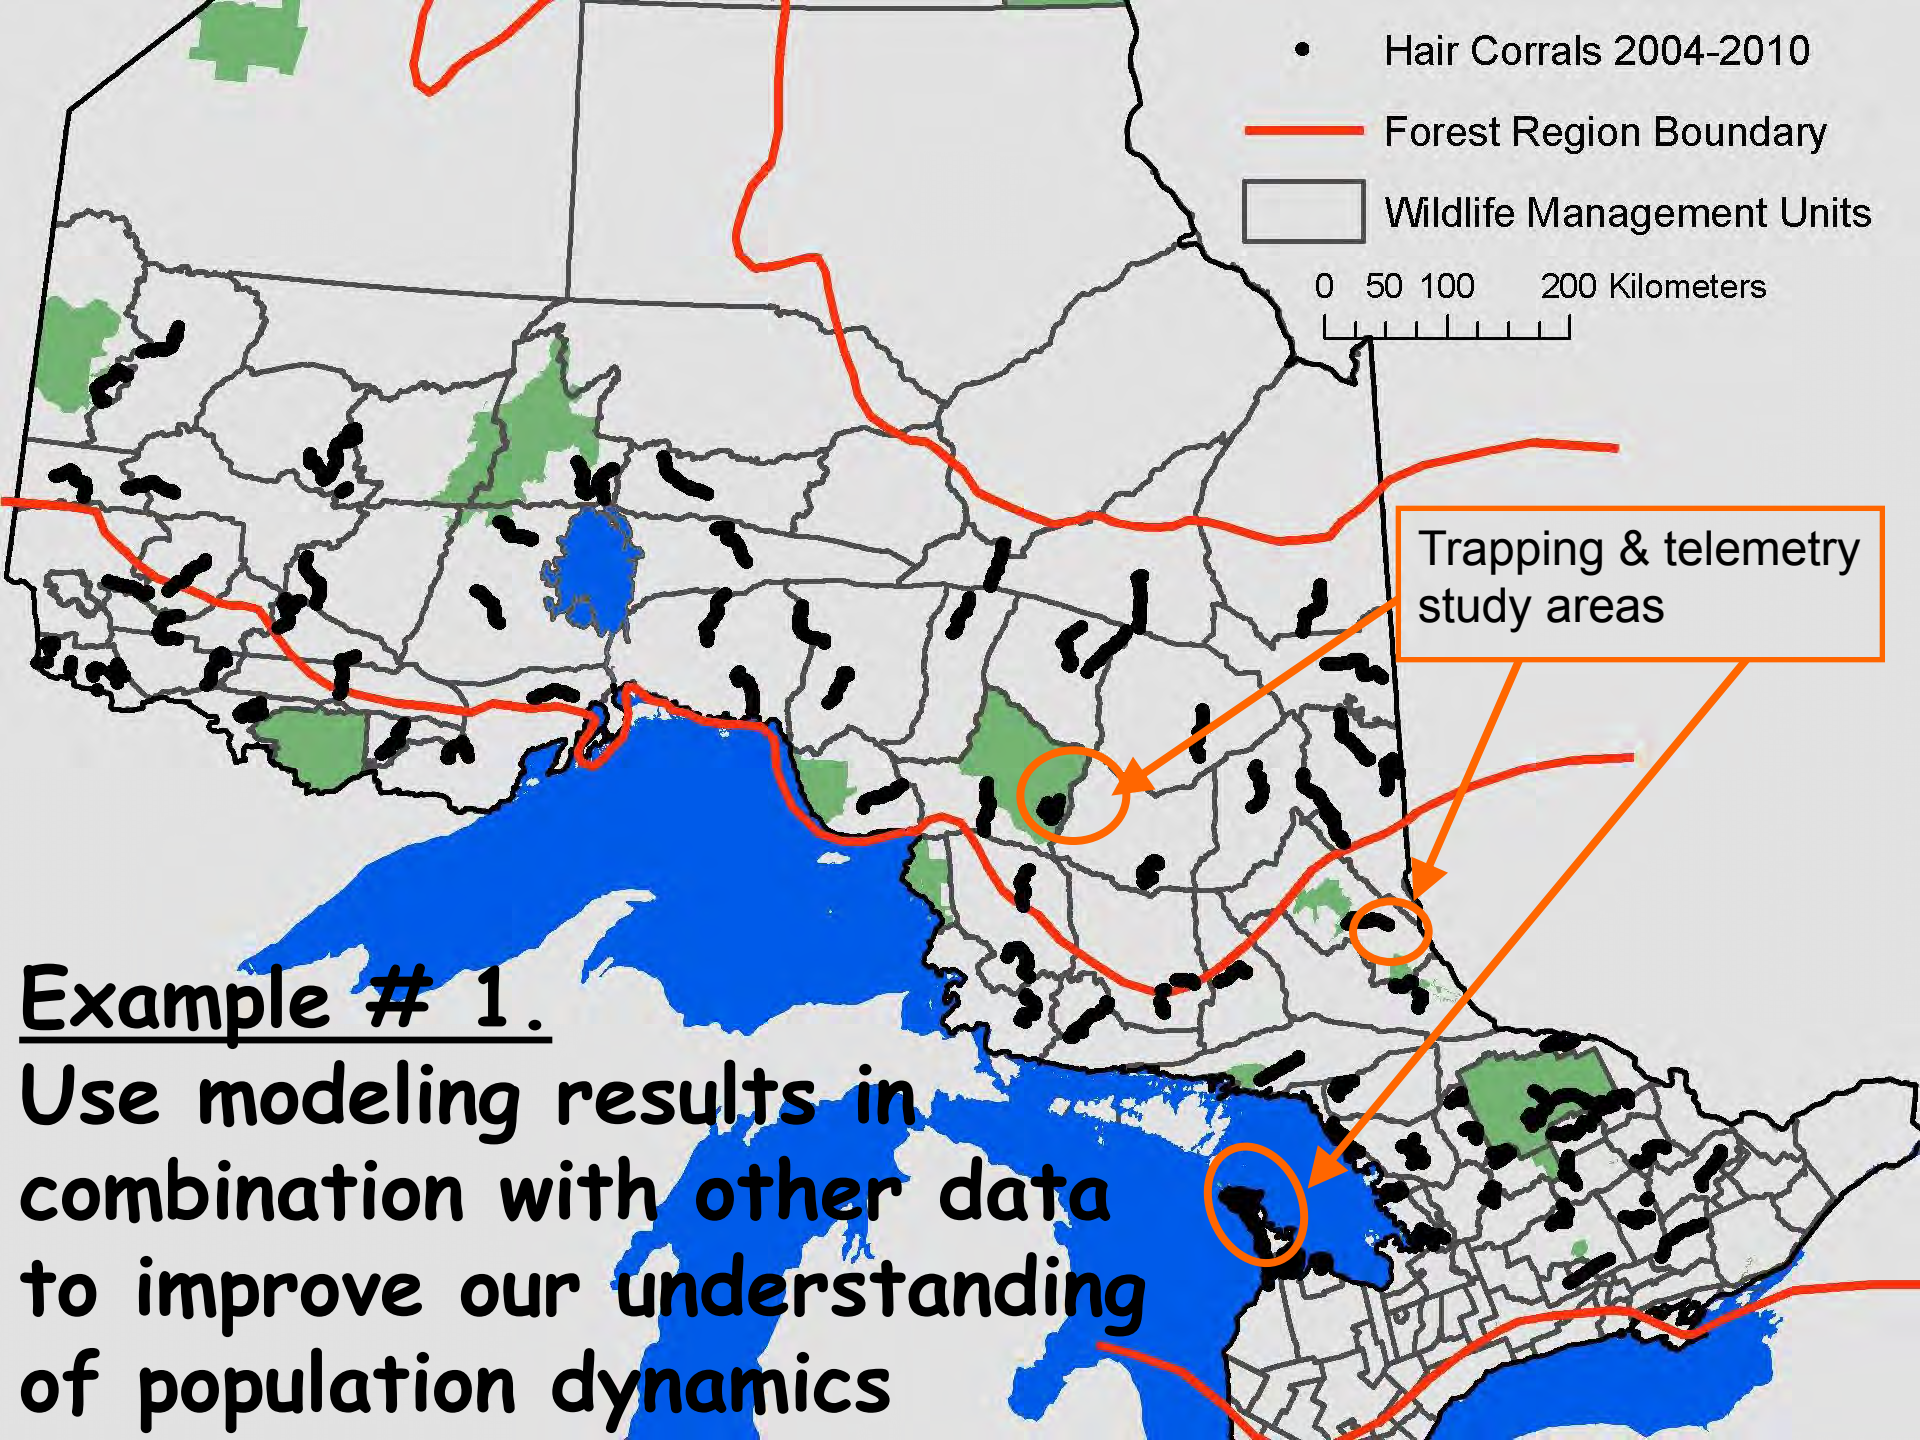 Hair Corrals 2004-2010
Forest Region Boundary
Wildlife Management Units
0 50 100 200 Kilometers
Trapping & telemetry
study areas
Example # 1.
Use modeling results in
combination with other data
to improve our understanding
of population dynamics